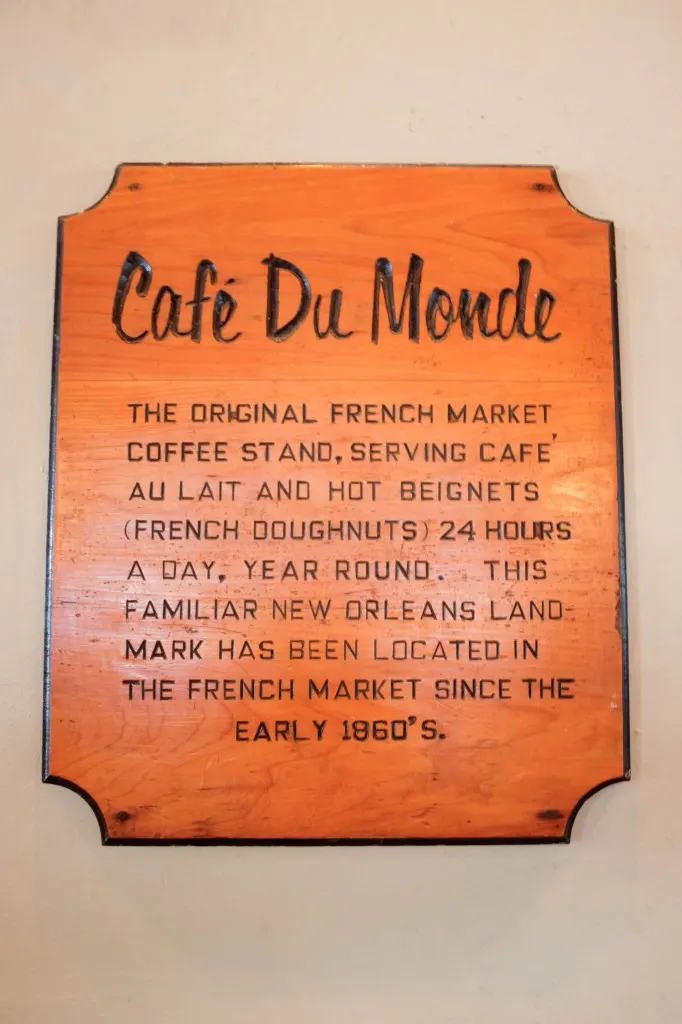 Café Du Monde
THE ORIGINAL FRENCH MARKET
COFFEE STAND, SERVING CAFE'
AU LAIT AND HOT BEIGNETS
(FRENCH DOUGHNUTS) 24 HOURS
A DAY, YEAR ROUND. THIS
FAMILIAR NEW ORLEANS LAND-
MARK HAS BEEN LOCATED IN
THE FRENCH MARKET SINCE THE
EARLY 1860'S.